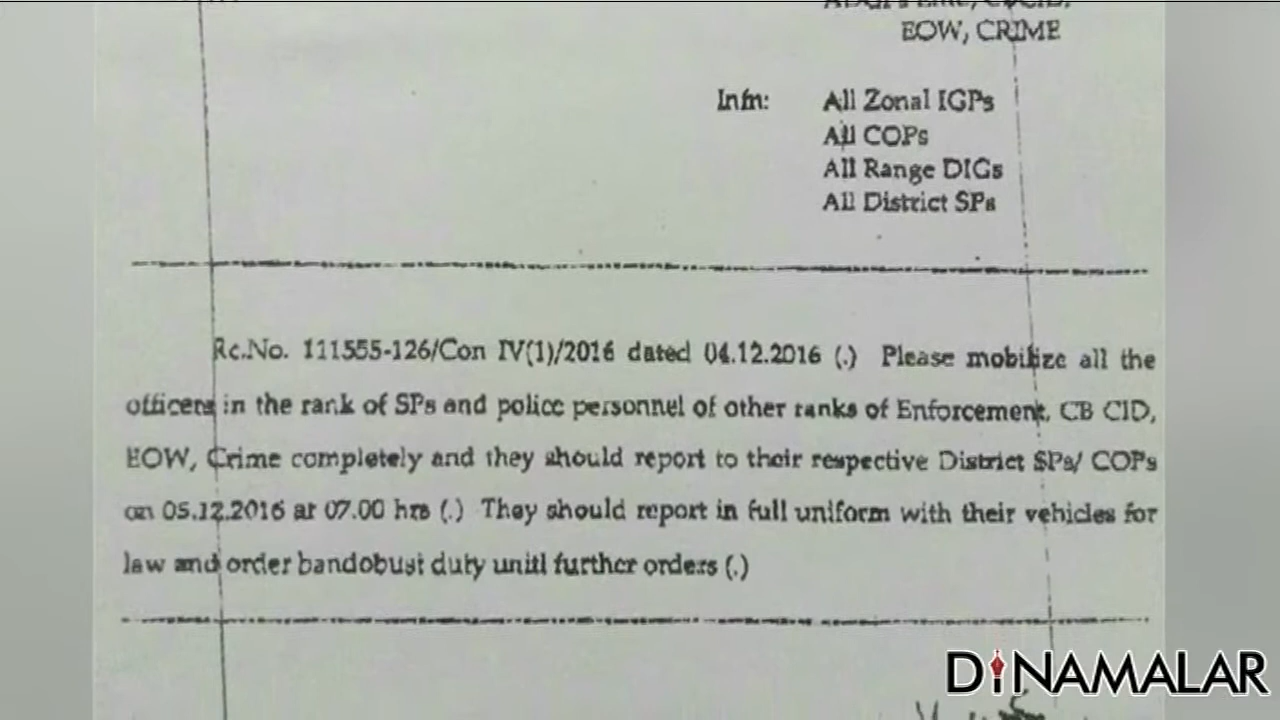 EOW, CRIME
Infn: All Zonal IGPs
All COPs
All Range DIGs
All District SPs
Rc.No. 111555-126/Con IV(1)/2016 dated 04.12.2016 (.) Please mobilize all the
officers in the rank of SPs and police personnel of other ranks of Enforcement, CB CID,
EOW, Crime completely and they should report to their respective District SPs/ COPs
on 05.12.2016 at 07.00 hrs (.) They should report in full uniform with their vehicles for
law and order bandobust duty unitl further orders (.)
DINAMALAR